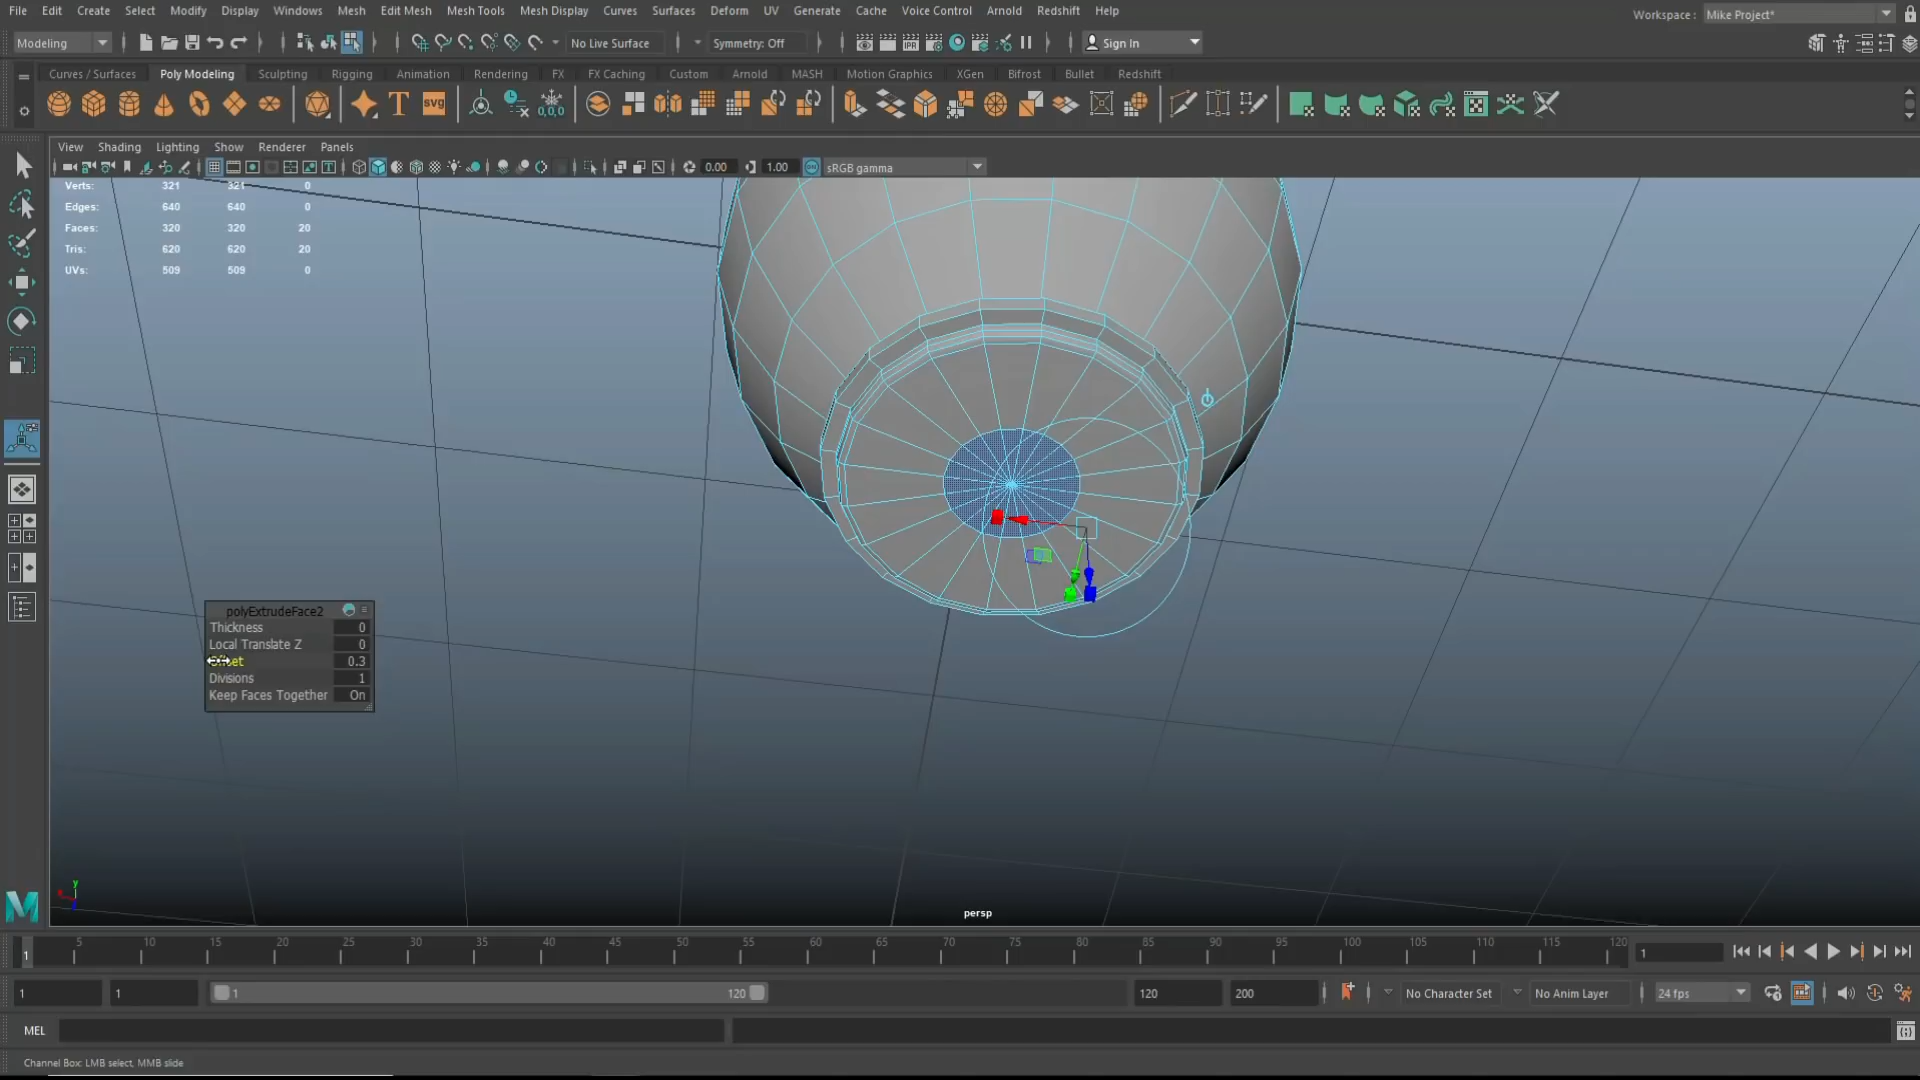 File Edit Create Select Modify Display Windows Mesh Edit Mesh Mesh Tools Mesh Display Curves Surfaces Deform UV Generate Cache Voice Control Arnold Redshift Help
Workspace : Mike Project*
Modeling No Live Surface Symmetry: Off Sign In
Curves / Surfaces Poly Modeling Sculpting Rigging Animation Rendering FX FX Caching Custom Arnold MASH Motion Graphics XGen Bifrost Bullet Redshift
T SVG 0,0,0 IPR
View Shading Lighting Show Renderer Panels
0.00 1.00 sRGB gamma
Verts: 321 321 0
Edges: 640 640 0
Faces: 320 320 20
Tris: 620 620 20
UVs: 509 509 0
polyExtrudeFace2
Thickness 0
Local Translate Z 0
Offset 0.3
Divisions 1
Keep Faces Together On
y
persp
M
5 10 15 20 25 30 35 40 45 50 55 60 65 70 75 80 85 90 95 100 105 110 115 120
1 1
1 1 1 120 120 200 No Character Set No Anim Layer 24 fps
MEL
Channel Box: LMB select, MMB slide